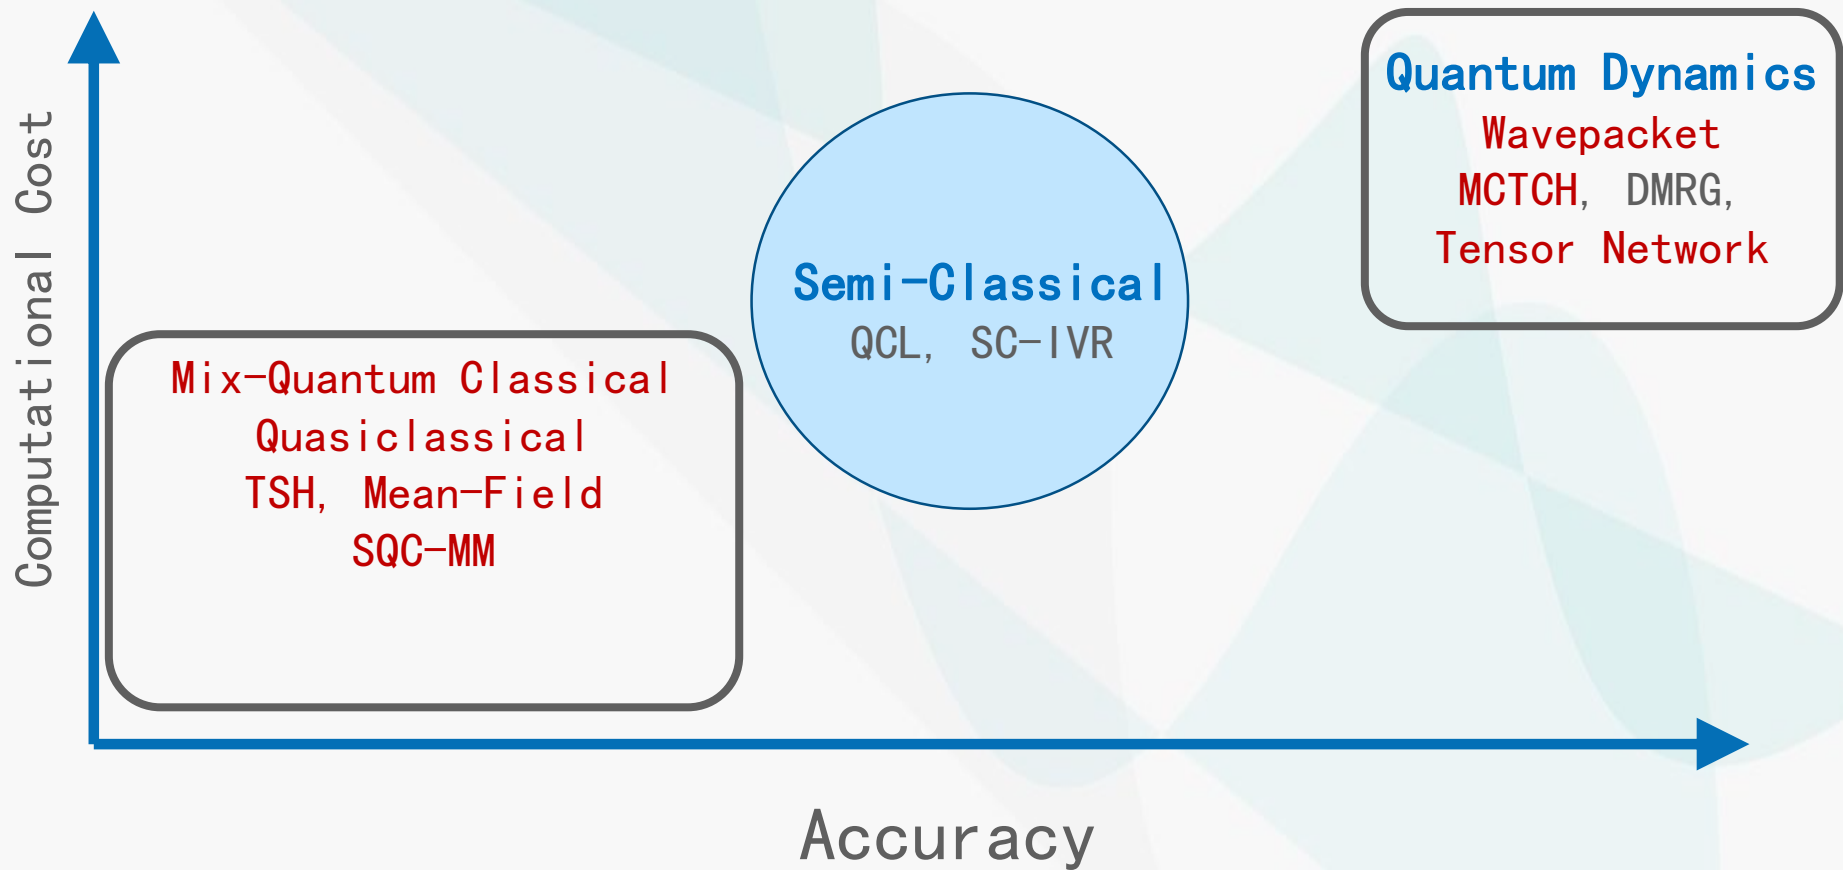 Computational Cost
Quantum Dynamics
Wavepacket
MCTCH, DMRG,
Tensor Network
Semi-Classical
QCL, SC-IVR
Mix-Quantum Classical
Quasiclassical
TSH, Mean-Field
SQC-MM
Accuracy